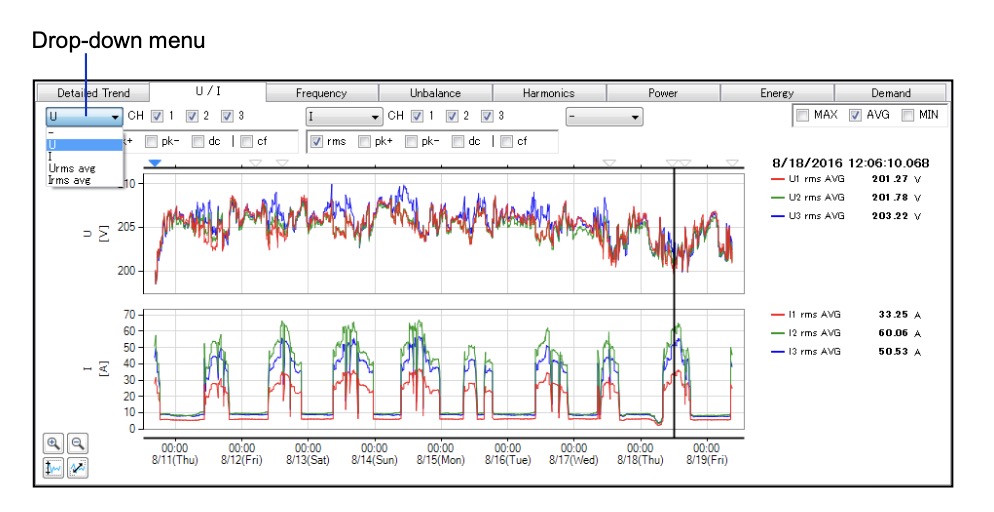 Drop-down menu
Detailed Trend U / I Frequency Unbalance Harmonics Power Energy Demand
U CH 1 2 3 I CH 1 2 3 - MAX AVG MIN
-
U
I
Urms avg
Irms avg
k+ pk- dc | cf rms pk+ pk- dc | cf
8/18/2016 12:06:10.068
U1 rms AVG 201.27 V
U2 rms AVG 201.78 V
U3 rms AVG 203.22 V
210
205
200
U
[V]
I1 rms AVG 33.25 A
I2 rms AVG 60.06 A
I3 rms AVG 50.53 A
70
60
50
40
30
20
10
0
I
[A]
00:00 00:00 00:00 00:00 00:00 00:00 00:00 00:00 00:00
8/11(Thu) 8/12(Fri) 8/13(Sat) 8/14(Sun) 8/15(Mon) 8/16(Tue) 8/17(Wed) 8/18(Thu) 8/19(Fri)